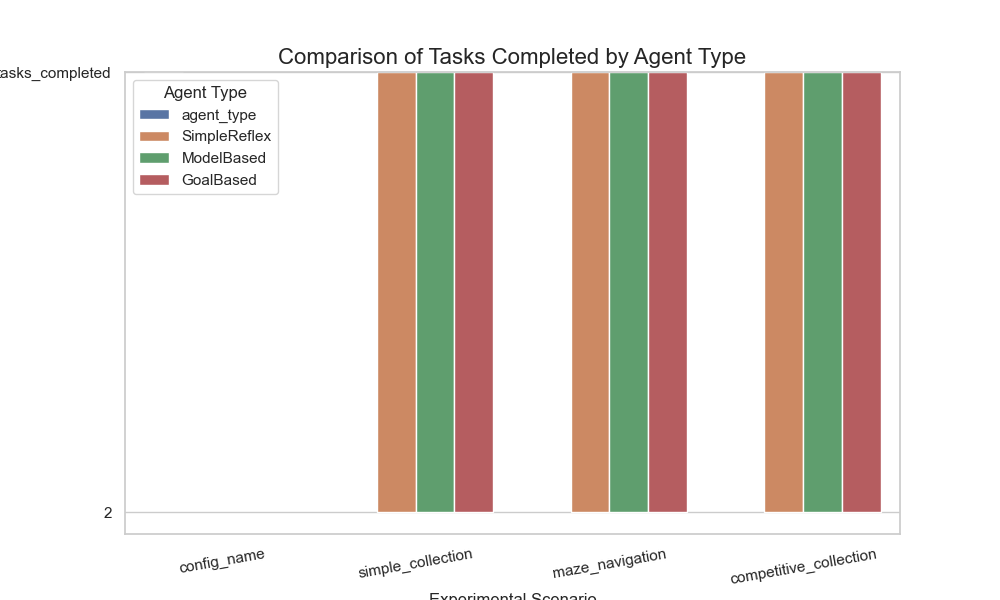 Comparison of Tasks Completed by Agent Type
tasks_completed
Agent Type
agent_type
SimpleReflex
ModelBased
GoalBased
2
config_name
simple_collection
maze_navigation
competitive_collection
Experimental Scenario